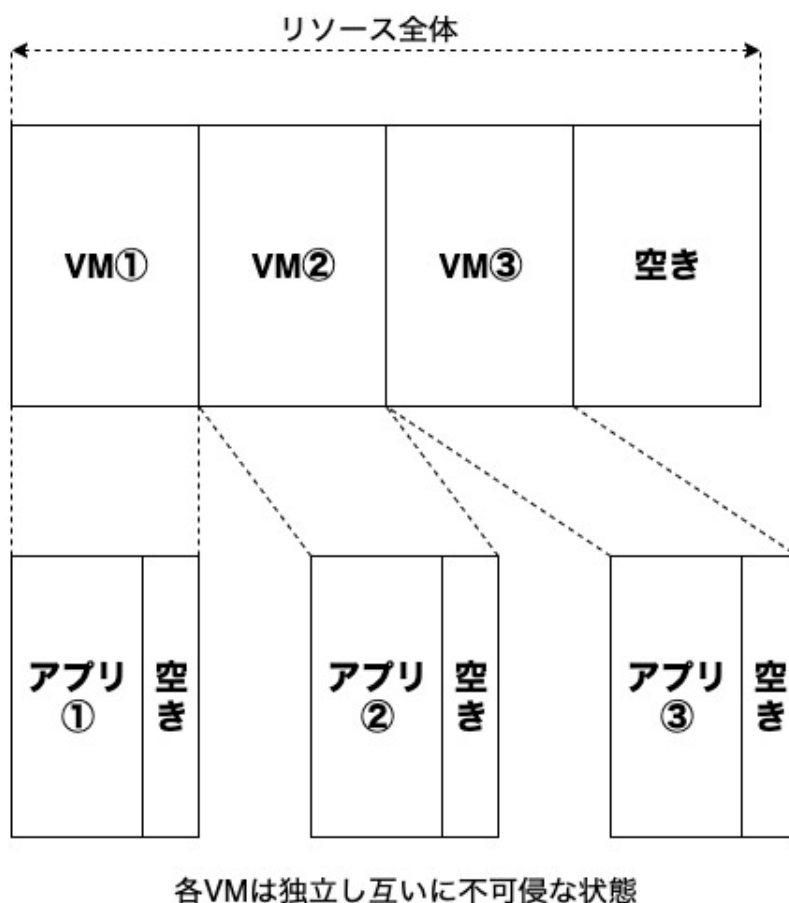 リソース全体
VM①
VM②
VM③
空き
アプリ
①
空
き
アプリ
②
空
き
アプリ
③
空
き
各VMは独立し互いに不可侵な状態